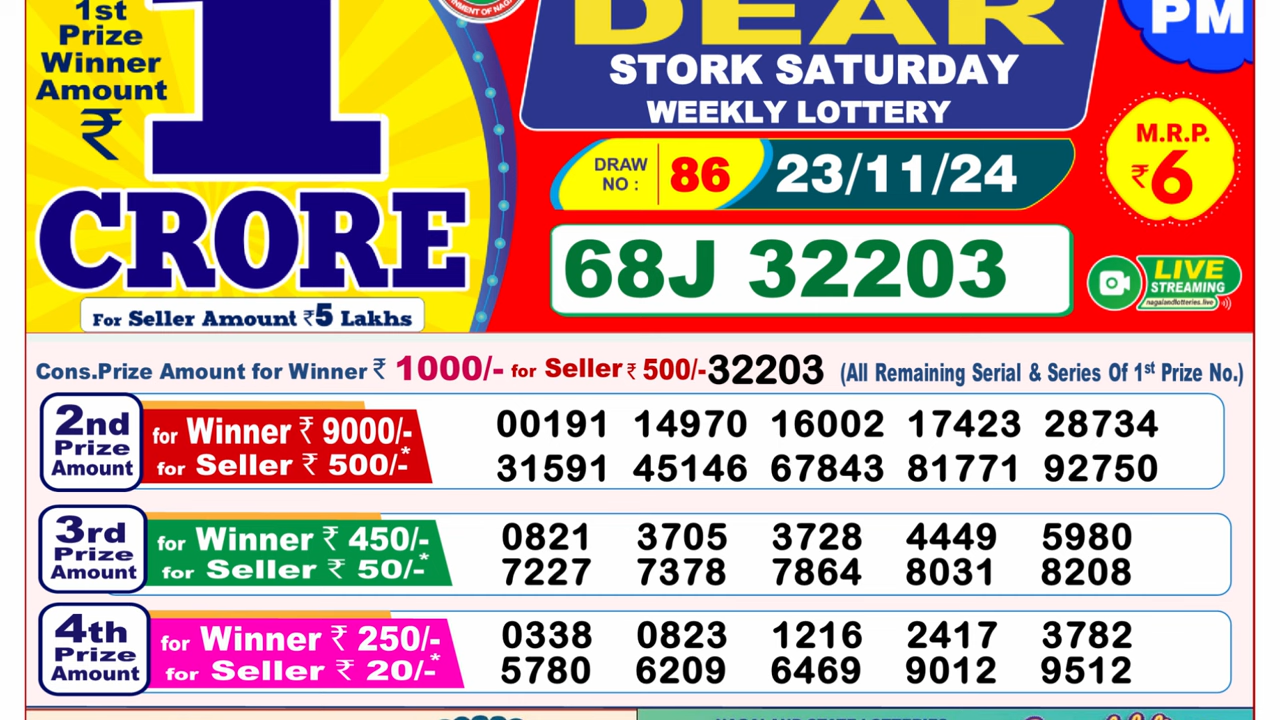 1st
Prize
Winner
Amount
₹
1
CRORE
For Seller Amount ₹5 Lakhs
DEAR
STORK SATURDAY
WEEKLY LOTTERY
PM
DRAW NO : 86 23/11/24
M.R.P.
₹6
68J 32203
LIVE
STREAMING
nagalandlotteries.live
Cons.Prize Amount for Winner ₹ 1000/- for Seller ₹ 500/- 32203 (All Remaining Serial & Series Of 1st Prize No.)
2nd
Prize
Amount
for Winner ₹ 9000/-
for Seller ₹ 500/-*
00191 14970 16002 17423 28734
31591 45146 67843 81771 92750
3rd
Prize
Amount
for Winner ₹ 450/-
for Seller ₹ 50/-*
0821 3705 3728 4449 5980
7227 7378 7864 8031 8208
4th
Prize
Amount
for Winner ₹ 250/-
for Seller ₹ 20/-*
0338 0823 1216 2417 3782
5780 6209 6469 9012 9512